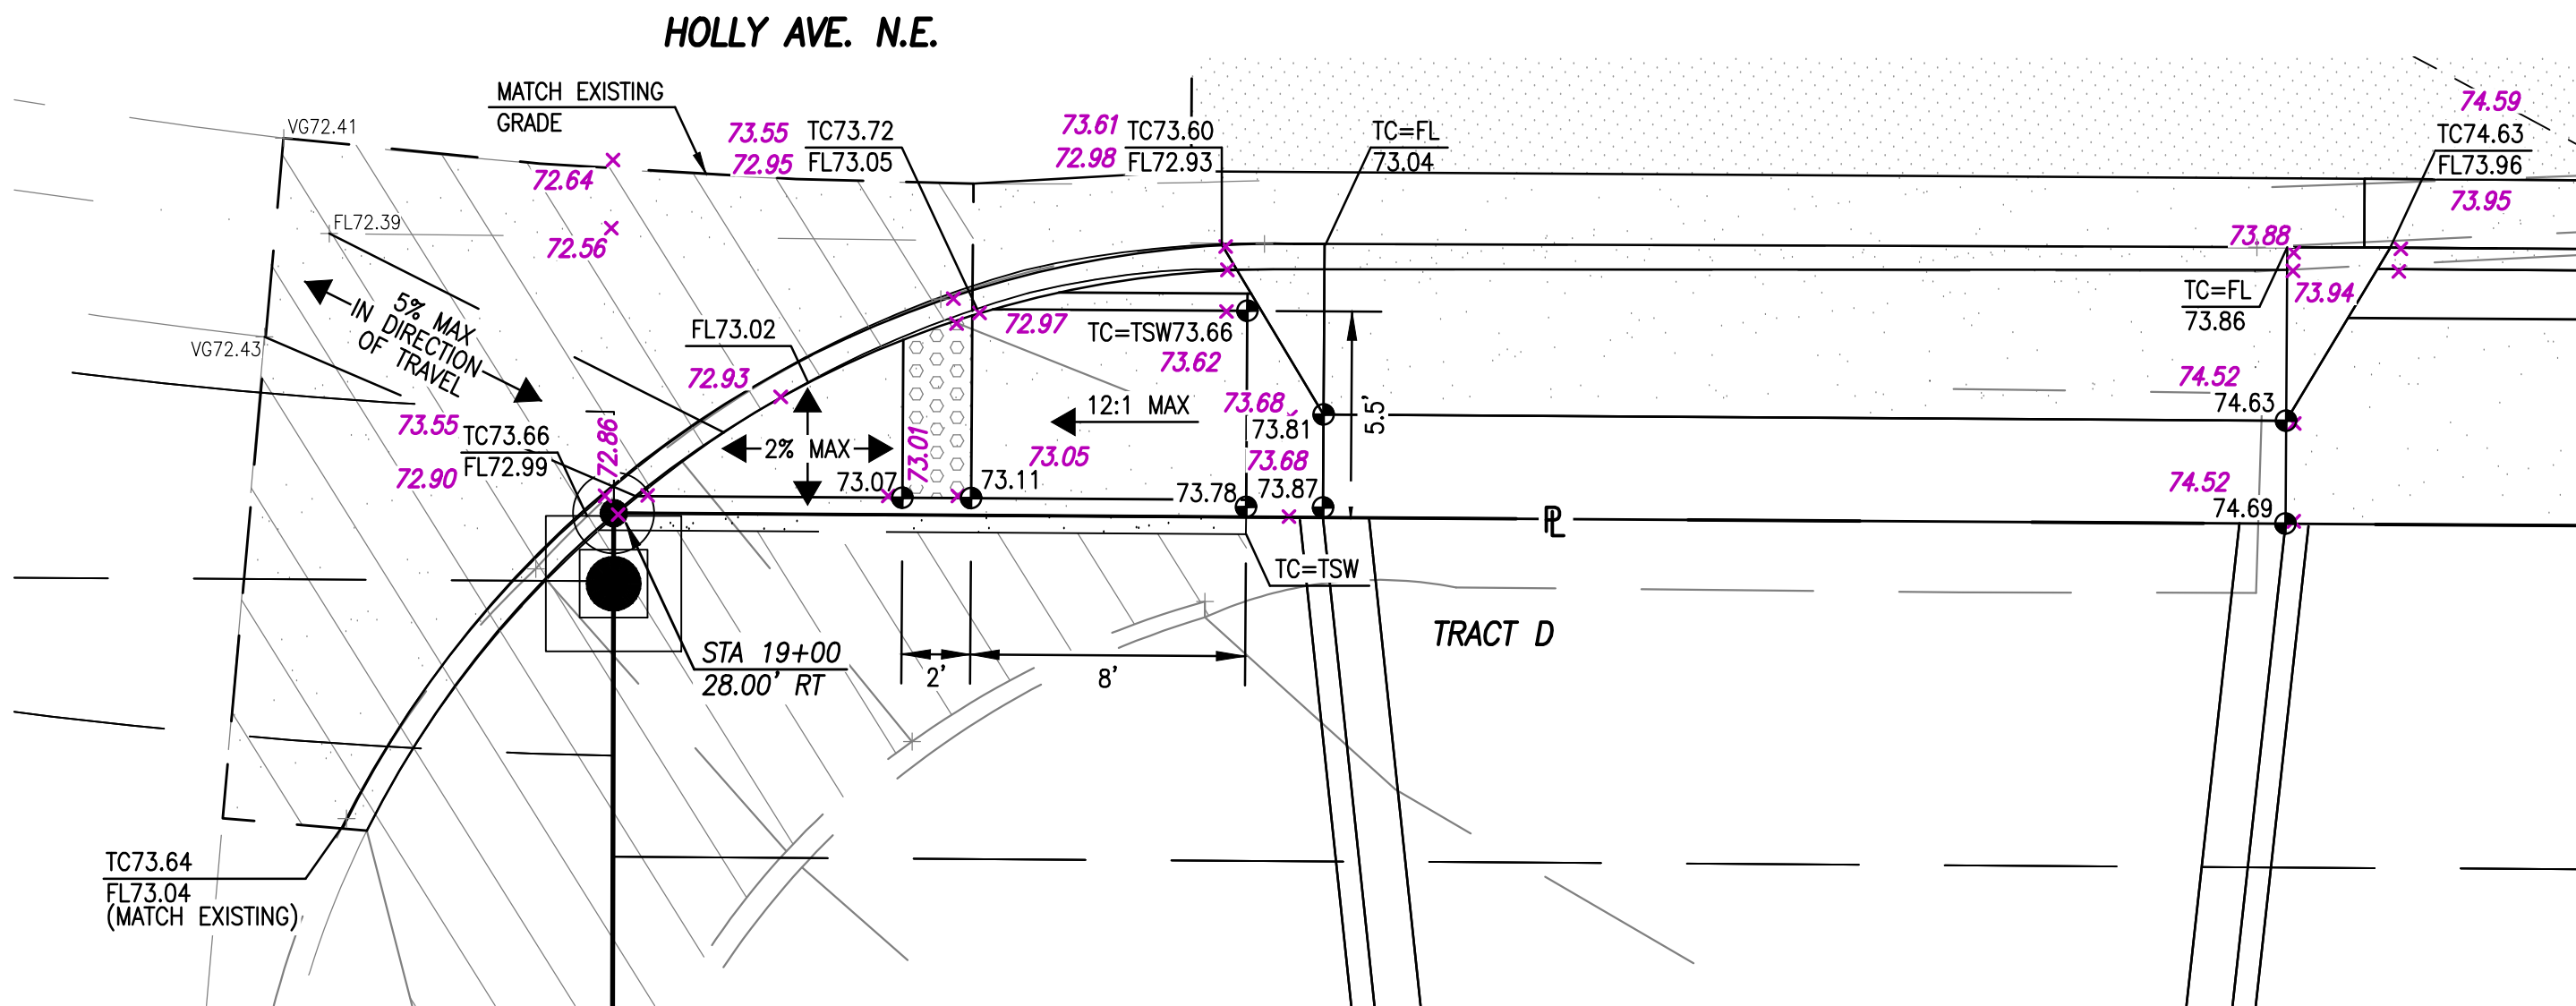 HOLLY AVE. N.E.
MATCH EXISTING
GRADE
VG72.41
73.55
72.95
TC73.72
FL73.05
73.61
72.98
TC73.60
FL72.93
TC=FL
73.04
74.59
TC74.63
FL73.96
73.95
72.64
72.56
FL72.39
VG72.43
5% MAX
IN DIRECTION
OF TRAVEL
FL73.02
72.93
72.97
TC=TSW73.66
73.62
73.88
TC=FL
73.86
73.94
73.55
72.90
TC73.66
FL72.99
72.86
2% MAX
73.07
73.01
73.11
12:1 MAX
73.05
73.68
73.81
73.68
73.78
73.87
5.5'
74.52
74.63
74.52
74.69
PL
TC=TSW
STA 19+00
28.00' RT
2'
8'
TRACT D
TC73.64
FL73.04
(MATCH EXISTING)